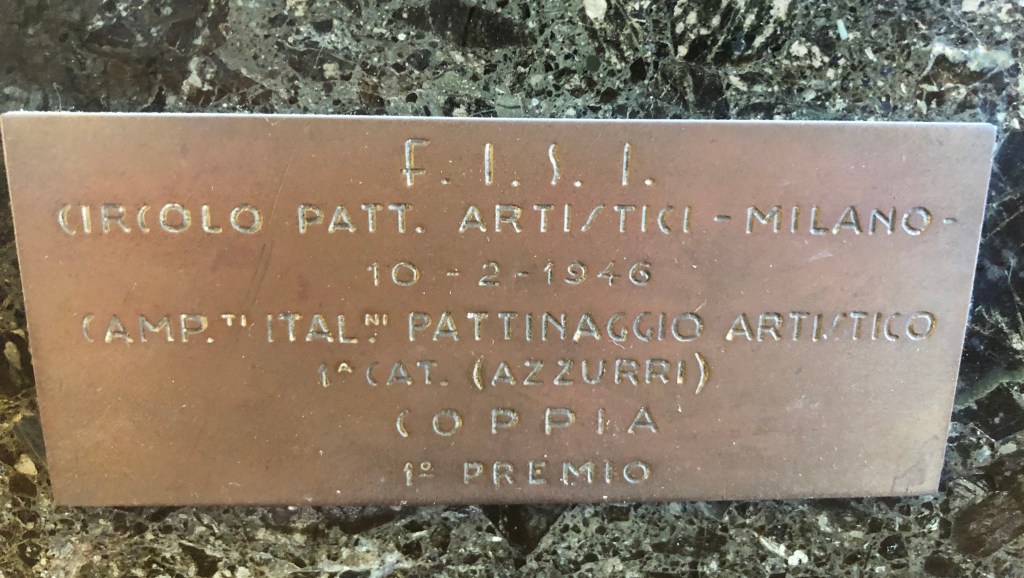 F. I. S. I.
CIRCOLO PATT. ARTISTICI - MILANO -
10 - 2 - 1946
CAMP.TI ITAL.NI PATTINAGGIO ARTISTICO
1A CAT. (AZZURRI)
COPPIA
1º PREMIO